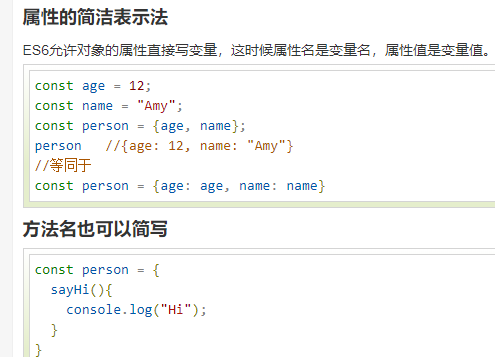 属性的简洁表示法
ES6允许对象的属性直接写变量，这时候属性名是变量名，属性值是变量值。
const age = 12;
const name = "Amy";
const person = {age, name};
person   //{age: 12, name: "Amy"}
//等同于
const person = {age: age, name: name}
方法名也可以简写
const person = {
  sayHi(){
    console.log("Hi");
  }
}